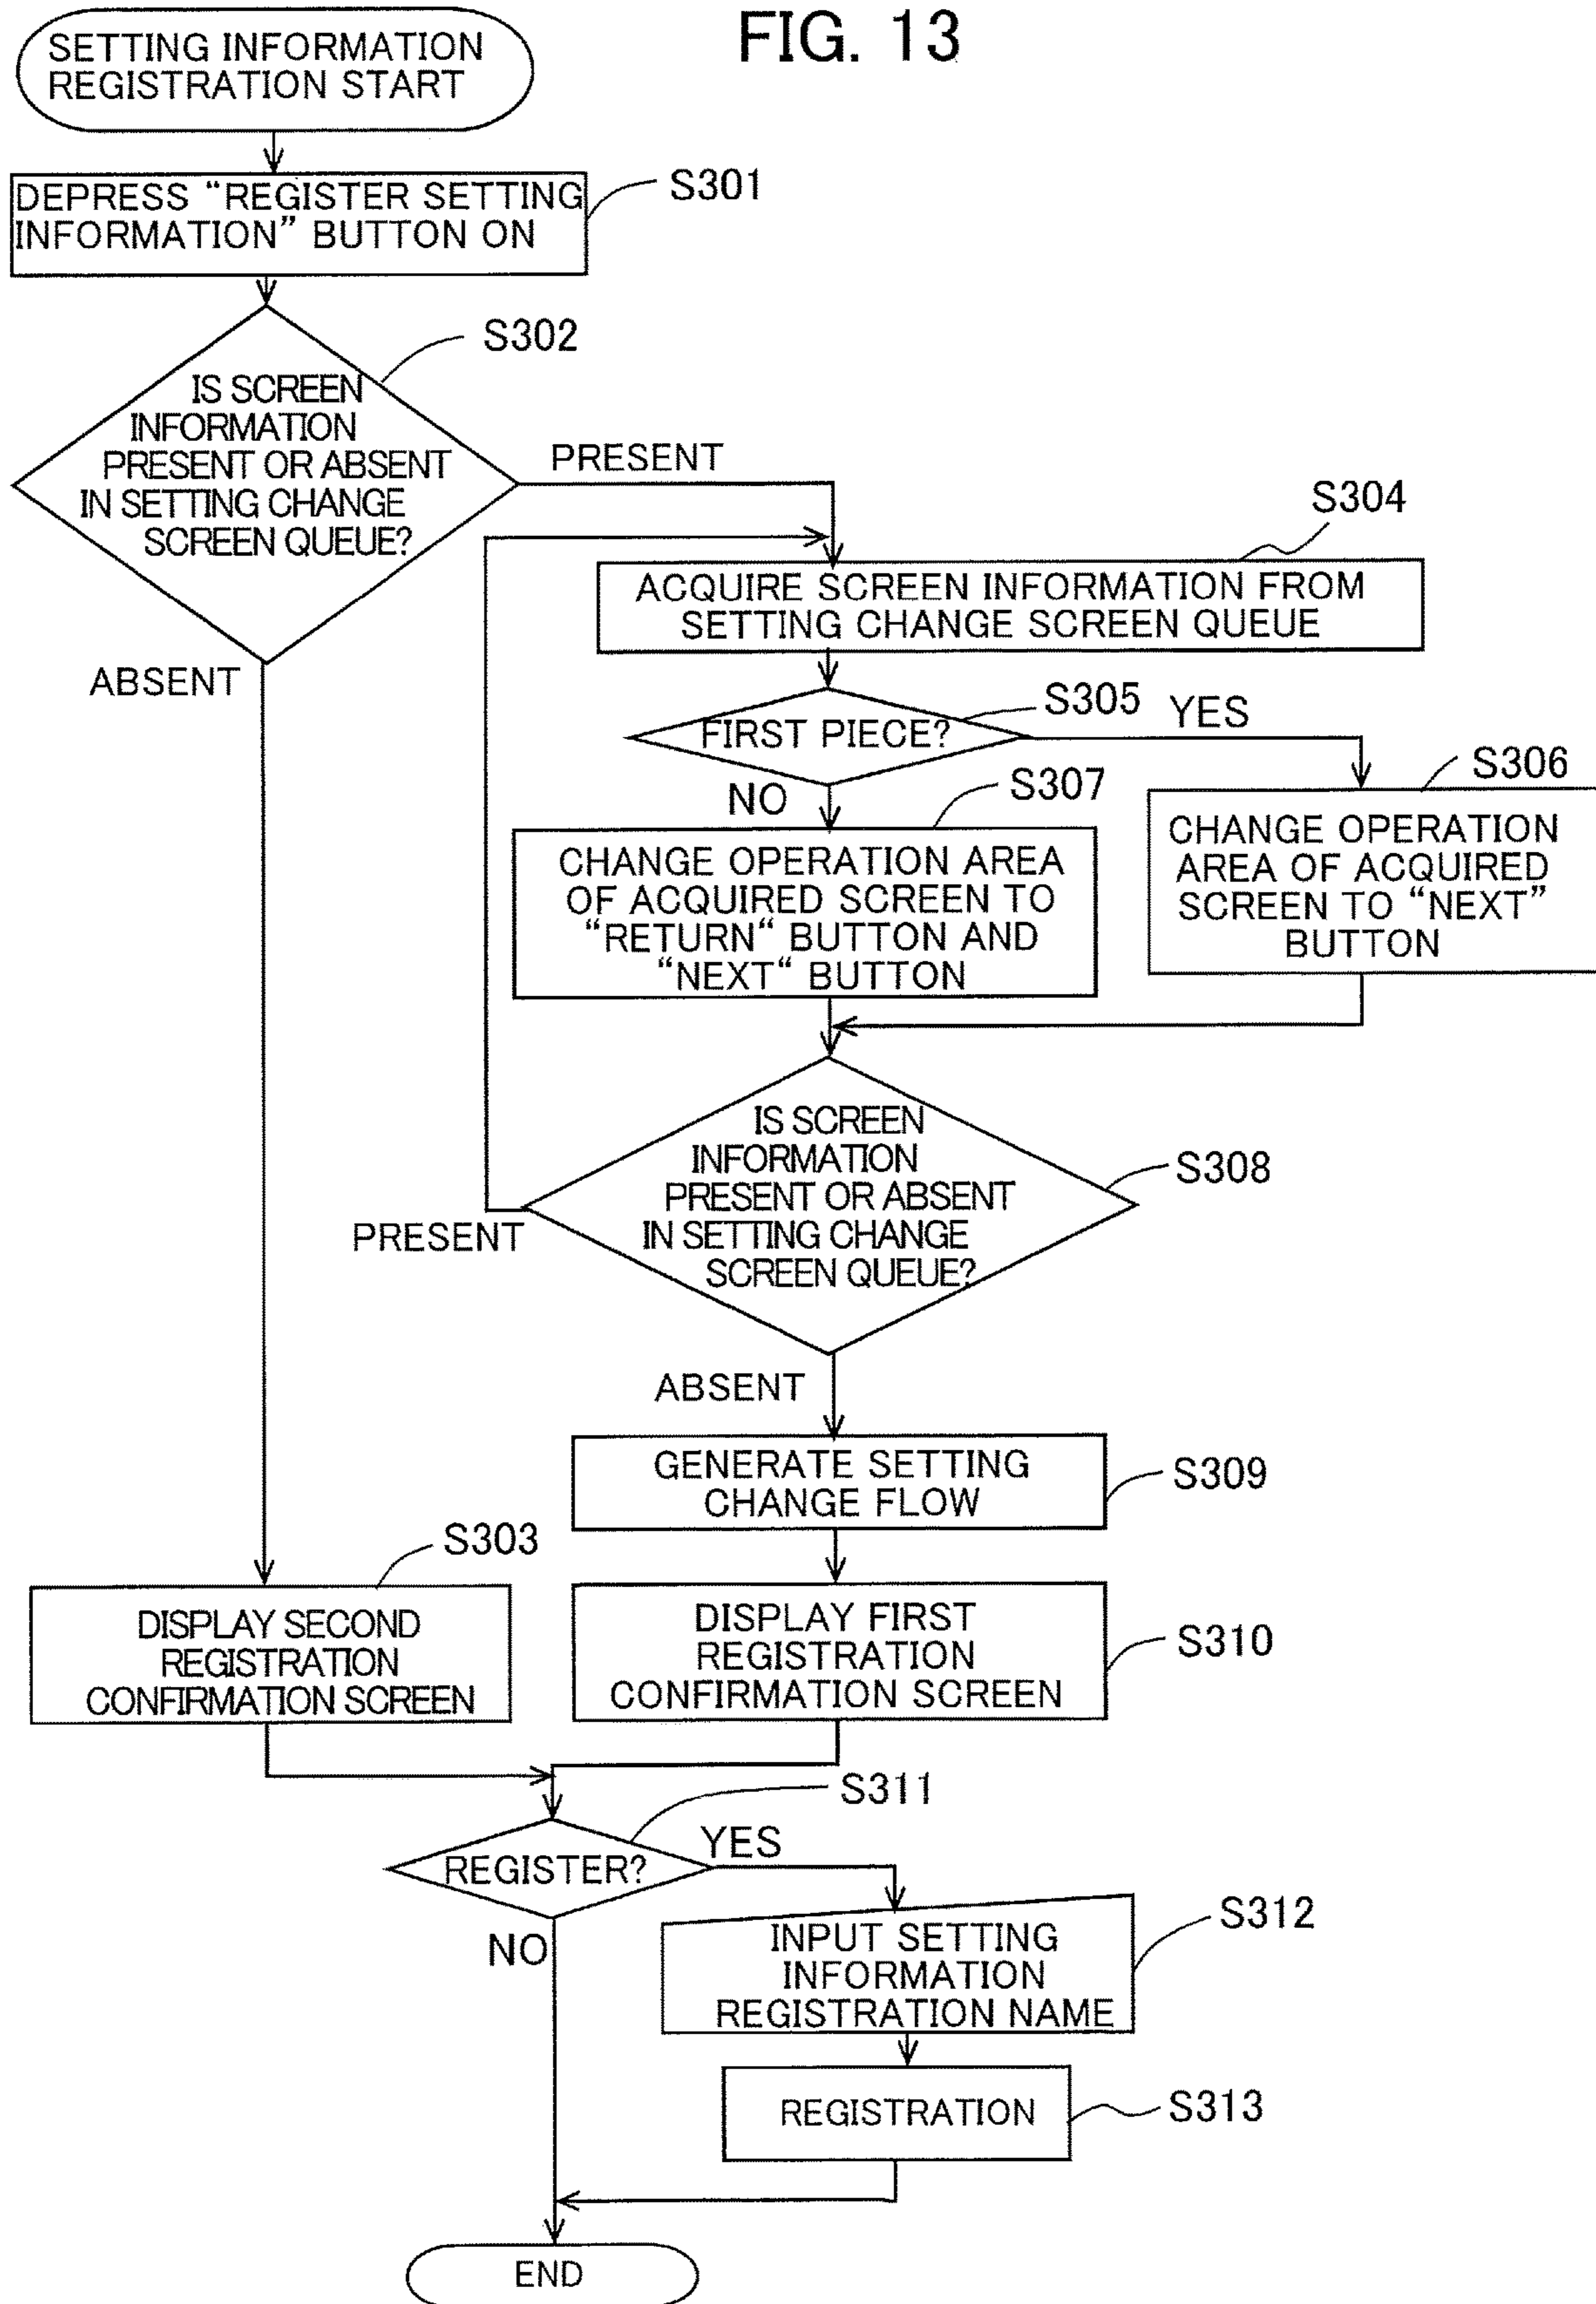 FIG. 13
SETTING INFORMATION
REGISTRATION START
DEPRESS “REGISTER SETTING
INFORMATION” BUTTON ON
S301
S302
IS SCREEN
INFORMATION
PRESENT OR ABSENT
IN SETTING CHANGE
SCREEN QUEUE?
PRESENT
ABSENT
S304
ACQUIRE SCREEN INFORMATION FROM
SETTING CHANGE SCREEN QUEUE
S305
FIRST PIECE?
YES
NO
S307
S306
CHANGE OPERATION AREA
OF ACQUIRED SCREEN TO
“RETURN“ BUTTON AND
“NEXT“ BUTTON
CHANGE OPERATION
AREA OF ACQUIRED
SCREEN TO “NEXT”
BUTTON
IS SCREEN
INFORMATION
PRESENT OR ABSENT
IN SETTING CHANGE
SCREEN QUEUE?
S308
PRESENT
ABSENT
GENERATE SETTING
CHANGE FLOW
S309
S303
DISPLAY SECOND
REGISTRATION
CONFIRMATION SCREEN
DISPLAY FIRST
REGISTRATION
CONFIRMATION SCREEN
S310
S311
REGISTER?
YES
NO
INPUT SETTING
INFORMATION
REGISTRATION NAME
S312
REGISTRATION
S313
END